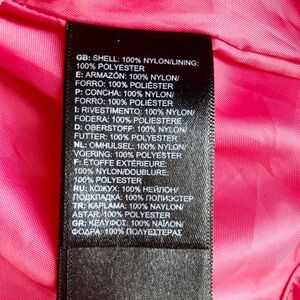 GB: SHELL: 100% NYLON/LINING:
100% POLYESTER
E: ARMAZÓN: 100% NYLON/
FORRO: 100% POLIÉSTER
P: CONCHA: 100% NYLON/
FORRO: 100% POLIÉSTER
I: RIVESTIMENTO: 100% NYLON/
FODERA: 100% POLIESTERE
D: OBERSTOFF: 100% NYLON/
FUTTER: 100% POLYESTER
NL: OMHULSEL: 100% NYLON/
VOERING: 100% POLYESTER
F: ÉTOFFE EXTÉRIEURE:
100% NYLON/DOUBLURE:
100% POLYESTER
RU: КОЖУХ: 100% НЕЙЛОН/
ПОДКЛАДКА: 100% ПОЛИЭСТЕР
TR: KAPLAMA: 100% NAYLON/
ASTAR: 100% POLYESTER
GR: ΚΕΛΥΦΟΣ: 100% ΝΑΪΛΟΝ/
ΦΟΔΡΑ: 100% ΠΟΛΥΕΣΤΕΡΑΣ